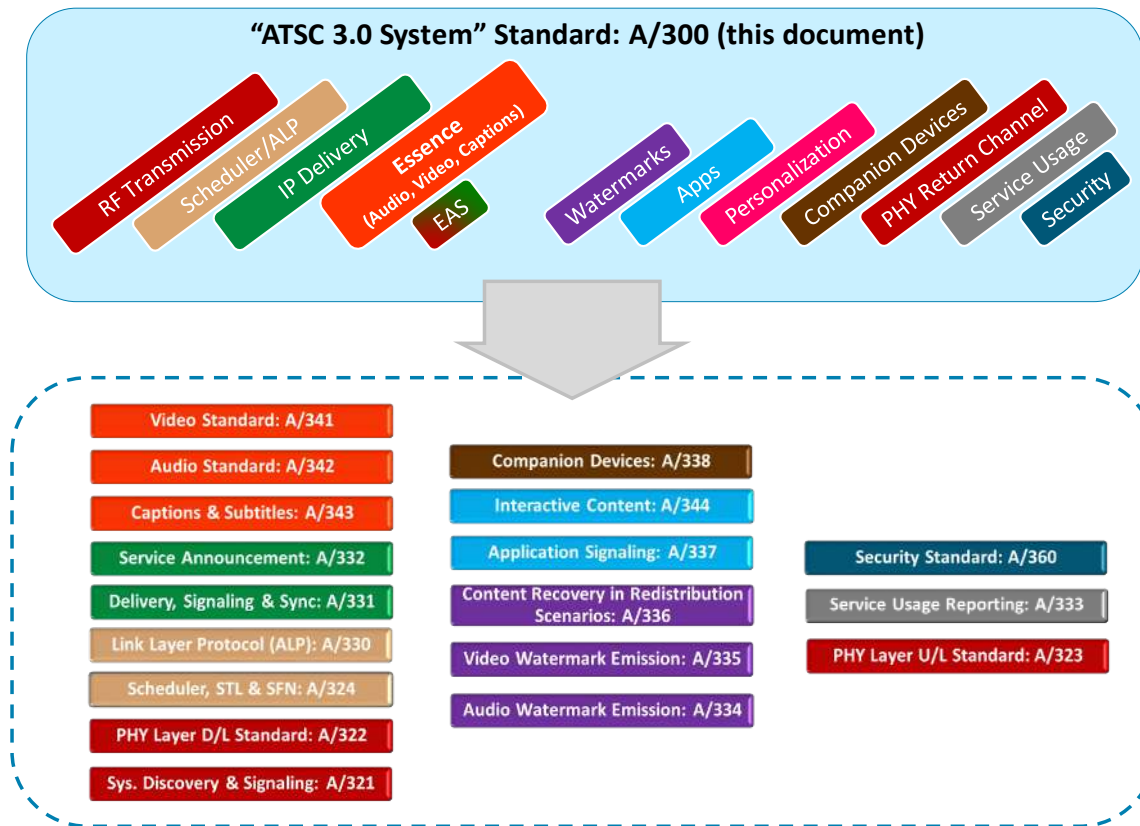 “ATSC 3.0 System” Standard: A/300 (this document)
RF Transmission
Scheduler/ALP
IP Delivery
Essence
(Audio, Video, Captions)
EAS
Watermarks
Apps
Personalization
Companion Devices
PHY Return Channel
Service Usage
Security
Video Standard: A/341
Audio Standard: A/342
Captions & Subtitles: A/343
Service Announcement: A/332
Delivery, Signaling & Sync: A/331
Link Layer Protocol (ALP): A/330
Scheduler, STL & SFN: A/324
PHY Layer D/L Standard: A/322
Sys. Discovery & Signaling: A/321
Companion Devices: A/338
Interactive Content: A/344
Application Signaling: A/337
Content Recovery in Redistribution
Scenarios: A/336
Video Watermark Emission: A/335
Audio Watermark Emission: A/334
Security Standard: A/360
Service Usage Reporting: A/333
PHY Layer U/L Standard: A/323